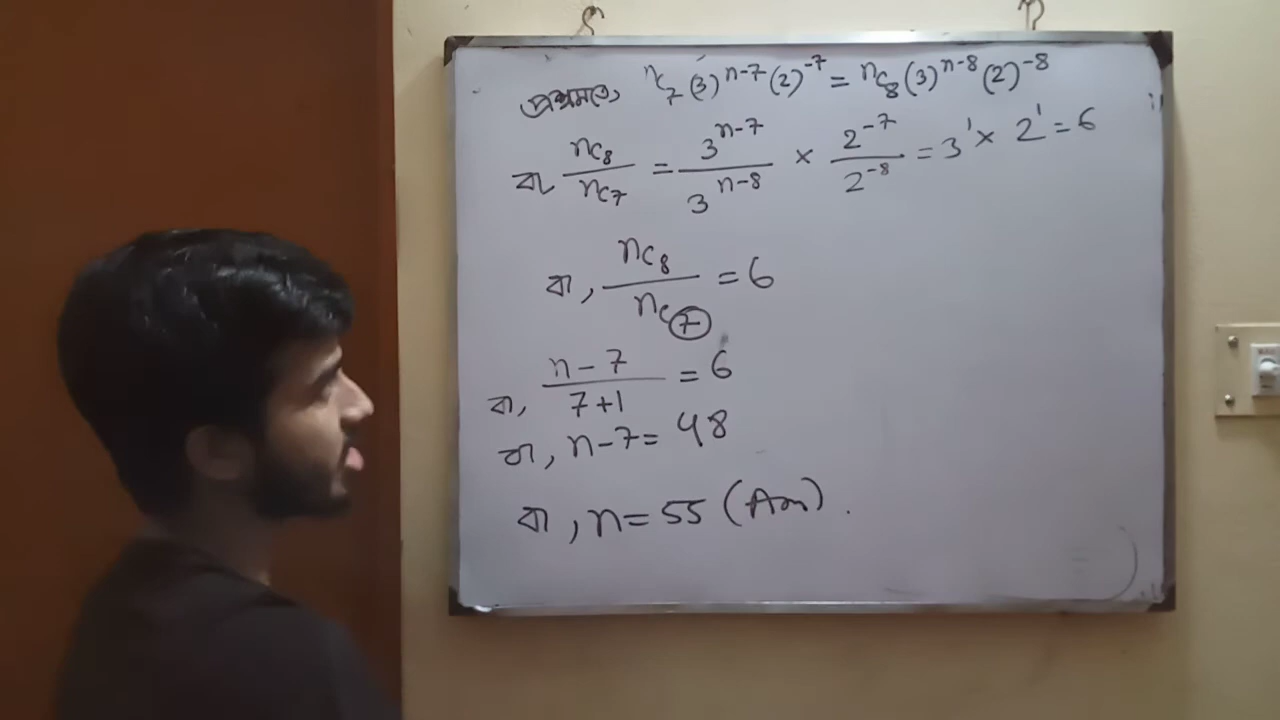 প্রশ্নমতে, ⁿC₇ (3)ⁿ⁻⁷ (2)⁻⁷ = ⁿC₈ (3)ⁿ⁻⁸ (2)⁻⁸
বা, ⁿC₈ / ⁿC₇ = 3ⁿ⁻⁷ / 3ⁿ⁻⁸ × 2⁻⁷ / 2⁻⁸ = 3¹ × 2¹ = 6
বা, ⁿC₈ / ⁿC₇ = 6
বা, n-7 / 7+1 = 6
বা, n-7 = 48
বা, n = 55 (Ans).